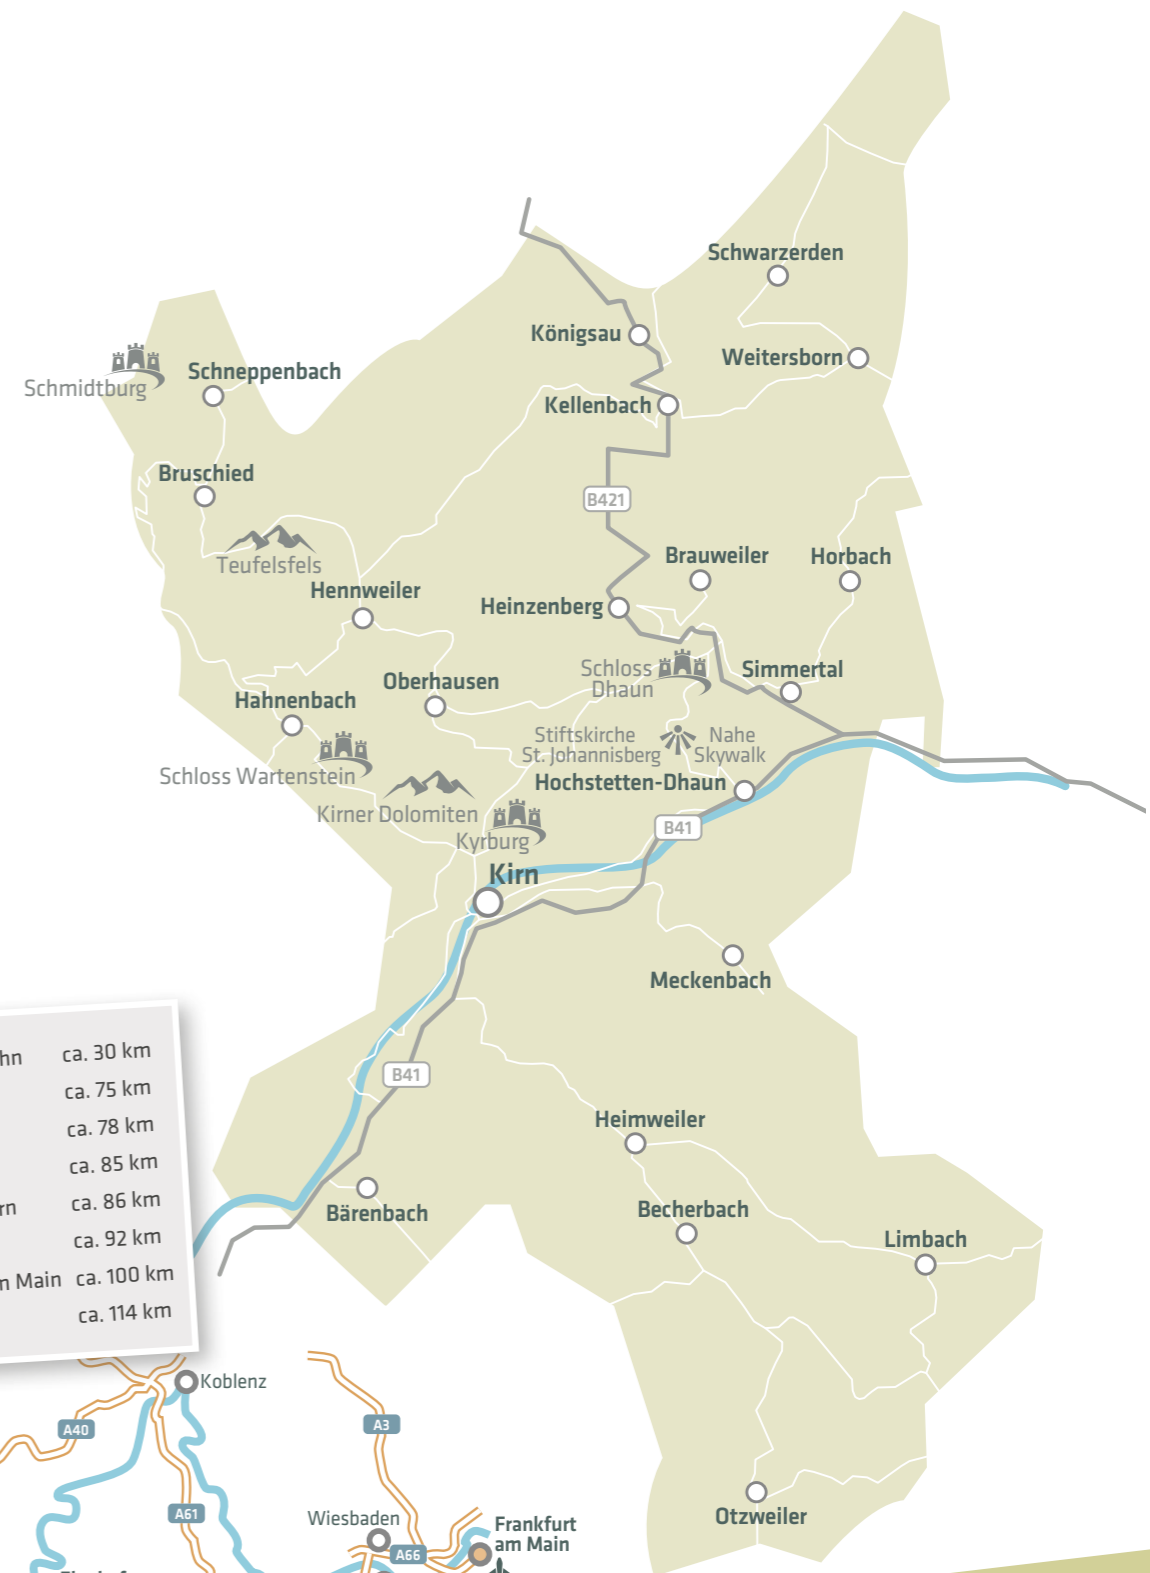 Schwarzerden
Königsau
Weitersborn
Schmidtburg
Schneppenbach
Kellenbach
Bruschied
B421
Teufelsfels
Brauweiler
Horbach
Hennweiler
Heinzenberg
Schloss
Dhaun
Simmertal
Oberhausen
Hahnenbach
Stiftskirche
St. Johannisberg
Nahe
Skywalk
Schloss Wartenstein
Hochstetten-Dhaun
Kirner Dolomiten
Kyrburg
B41
Kirn
Meckenbach
hn ca. 30 km
ca. 75 km
ca. 78 km
ca. 85 km
rn ca. 86 km
ca. 92 km
m Main ca. 100 km
ca. 114 km
B41
Heimweiler
Bärenbach
Becherbach
Limbach
Koblenz
A40
A3
A61
Wiesbaden
A66
Frankfurt
am Main
Otzweiler